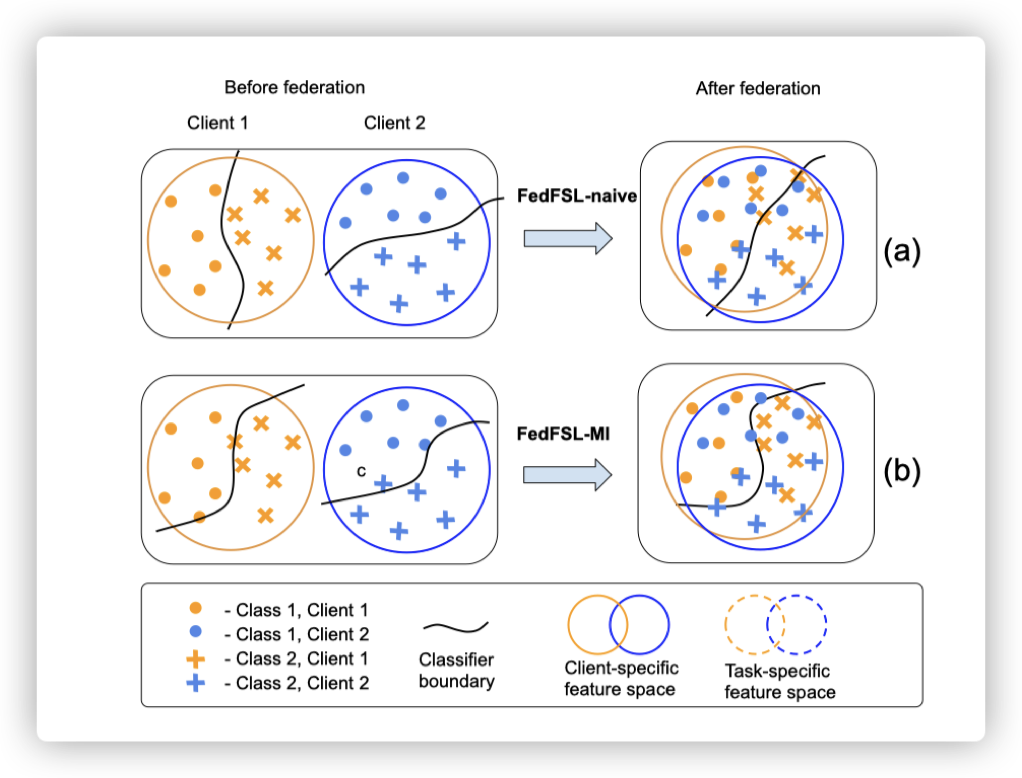 Before federation
After federation
Client 1
Client 2
FedFSL-naive
(a)
FedFSL-MI
c
(b)
- Class 1, Client 1
- Class 1, Client 2
- Class 2, Client 1
- Class 2, Client 2
Classifier
boundary
Client-specific
feature space
Task-specific
feature space